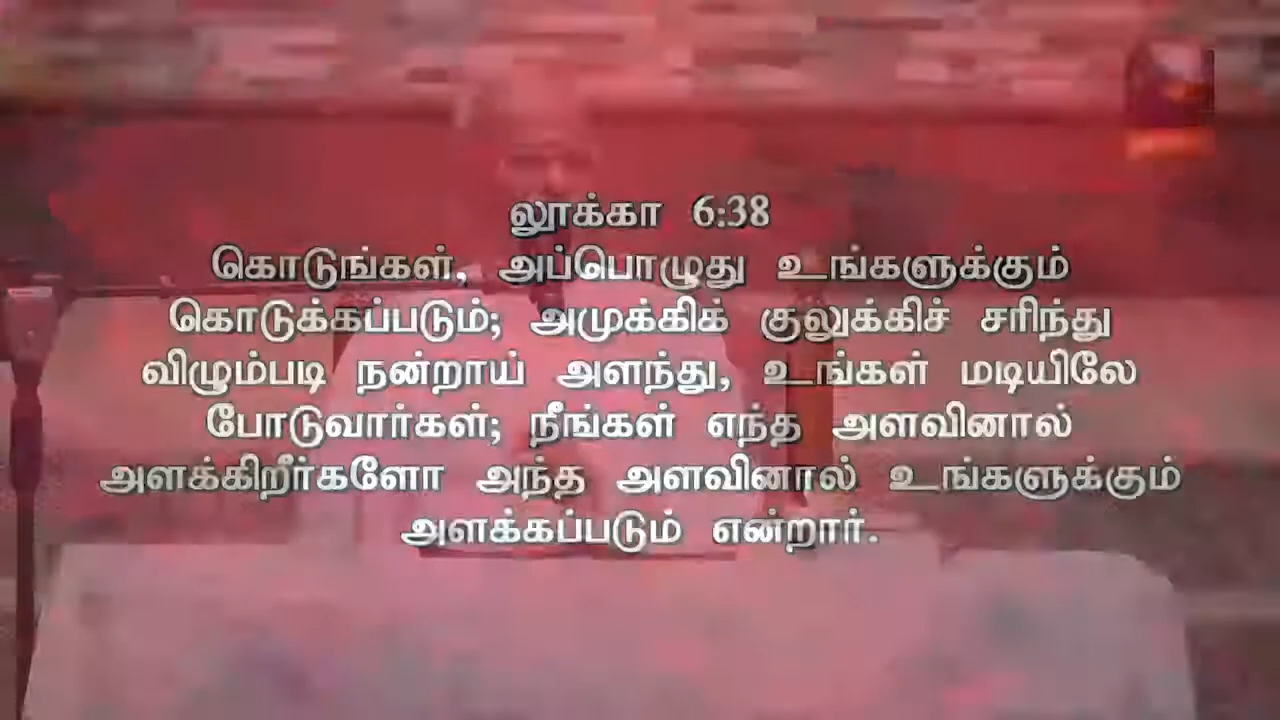 லூக்கா 6:38
கொடுங்கள், அப்பொழுது உங்களுக்கும்
கொடுக்கப்படும்; அமுக்கிக் குலுக்கிச் சரிந்து
விழும்படி நன்றாய் அளந்து, உங்கள் மடியிலே
போடுவார்கள்; நீங்கள் எந்த அளவினால்
அளக்கிறீர்களோ அந்த அளவினால் உங்களுக்கும்
அளக்கப்படும் என்றார்.